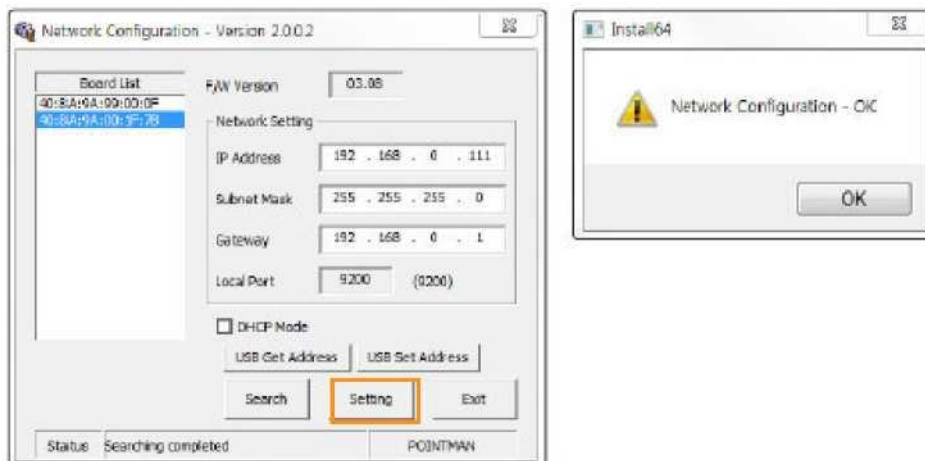 Network Configuration - Version 2.0.0.2
Board List
40:8A:9A:99:0D:0F
40:8A:9A:00:1F:7B
F/W Version 03.08
Network Setting
IP Address 192 . 168 . 0 . 111
Subnet Mask 255 . 255 . 255 . 0
Gateway 192 . 168 . 0 . 1
Local Port 9200 (9200)
DHCP Mode
USB Get Address USB Set Address
Search Setting Exit
Status Searching completed POINTMAN
Install64
Network Configuration - OK
OK